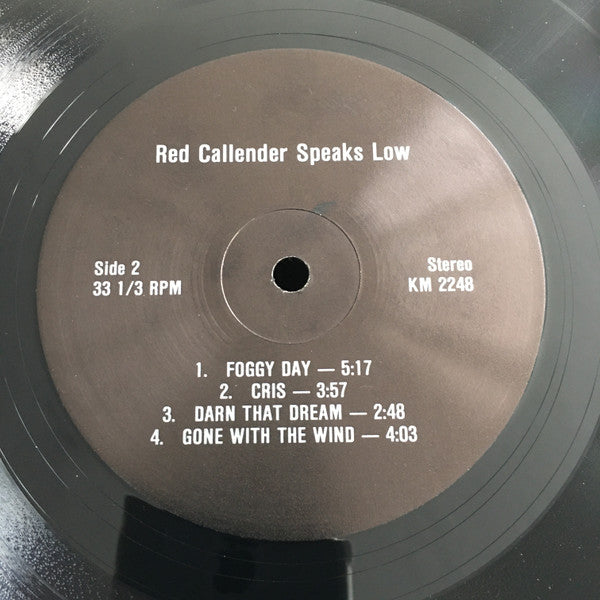 Red Callender Speaks Low
Side 2
33 1/3 RPM
Stereo
KM 2248
1. FOGGY DAY — 5:17
2. CRIS — 3:57
3. DARN THAT DREAM — 2:48
4. GONE WITH THE WIND — 4:03